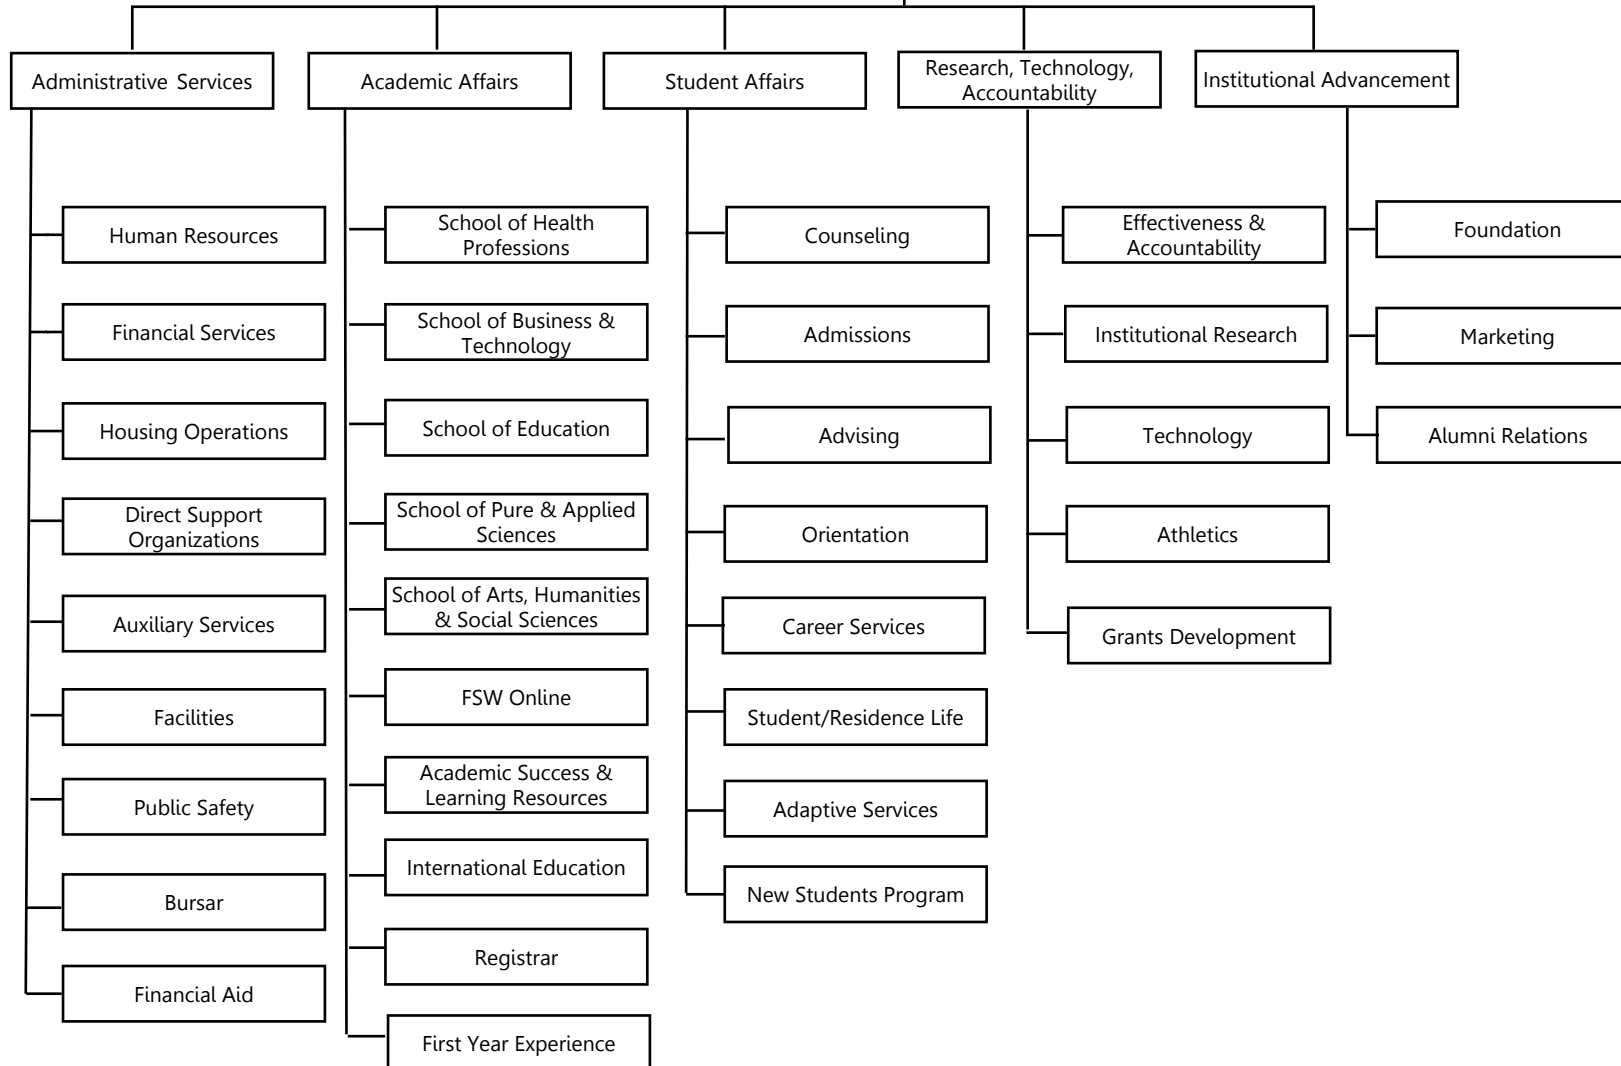 Administrative Services
Academic Affairs
Student Affairs
Research, Technology,
Accountability
Institutional Advancement
Human Resources
Financial Services
Housing Operations
Direct Support
Organizations
Auxiliary Services
Facilities
Public Safety
Bursar
Financial Aid
School of Health
Professions
School of Business &
Technology
School of Education
School of Pure & Applied
Sciences
School of Arts, Humanities
& Social Sciences
FSW Online
Academic Success &
Learning Resources
International Education
Registrar
First Year Experience
Counseling
Admissions
Advising
Orientation
Career Services
Student/Residence Life
Adaptive Services
New Students Program
Effectiveness &
Accountability
Institutional Research
Technology
Athletics
Grants Development
Foundation
Marketing
Alumni Relations